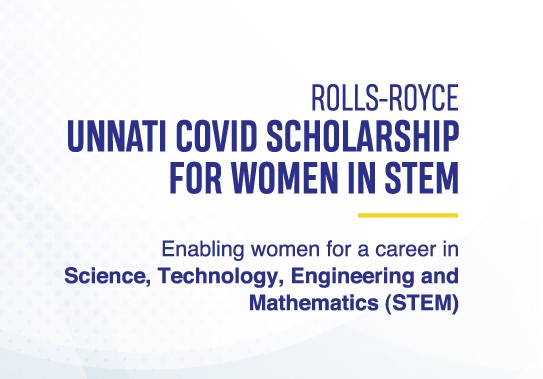 ROLLS-ROYCE
UNNATI COVID SCHOLARSHIP
FOR WOMEN IN STEM
Enabling women for a career in
Science, Technology, Engineering and
Mathematics (STEM)